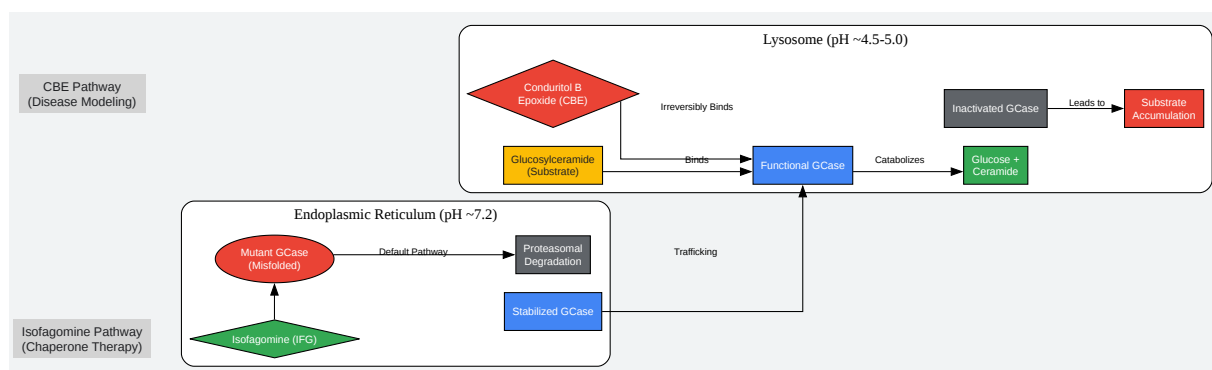 Lysosome (pH ~4.5-5.0)
CBE Pathway
(Disease Modeling)
Conduritol B
Epoxide (CBE)
Irreversibly Binds
Inactivated GCase
Leads to
Substrate
Accumulation
Glucosylceramide
(Substrate)
Binds
Functional GCase
Catabolizes
Glucose +
Ceramide
Endoplasmic Reticulum (pH ~7.2)
Mutant GCase
(Misfolded)
Default Pathway
Proteasomal
Degradation
Trafficking
Stabilized GCase
Isofagomine Pathway
(Chaperone Therapy)
Isofagomine (IFG)